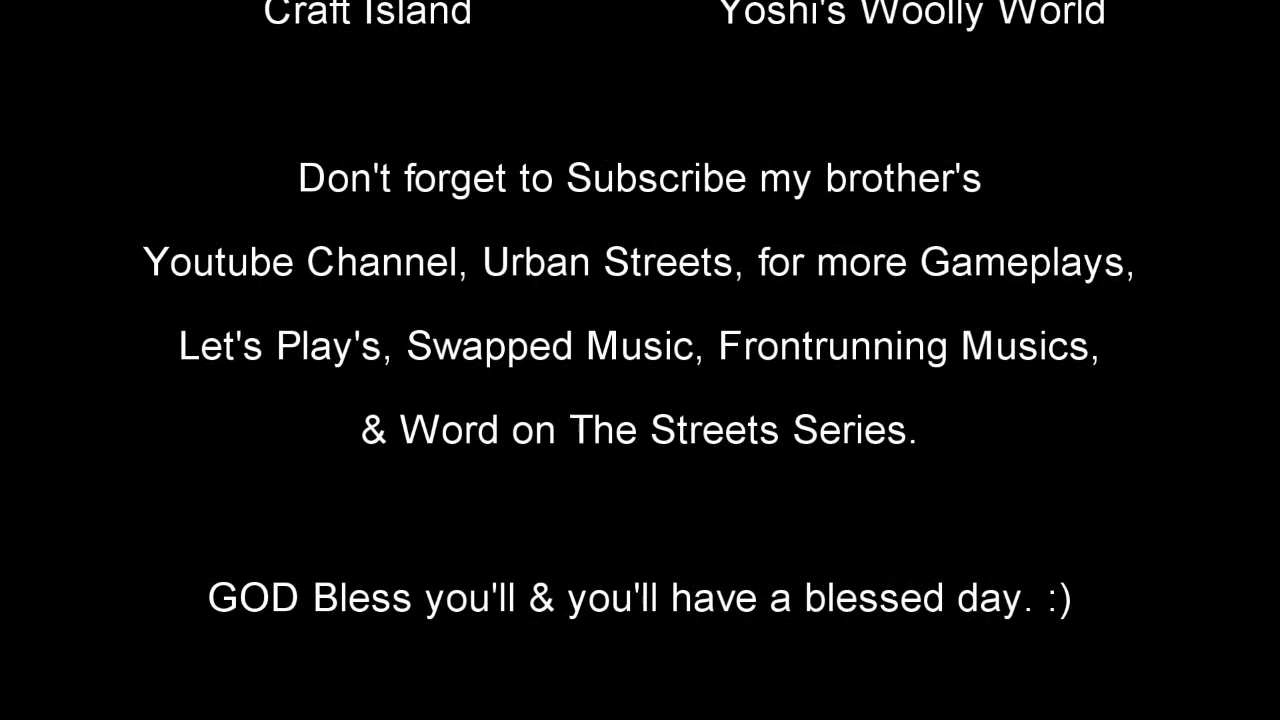 Craft Island Yoshi's Woolly World
Don't forget to Subscribe my brother's
Youtube Channel, Urban Streets, for more Gameplays,
Let's Play's, Swapped Music, Frontrunning Musics,
& Word on The Streets Series.
GOD Bless you'll & you'll have a blessed day. :)